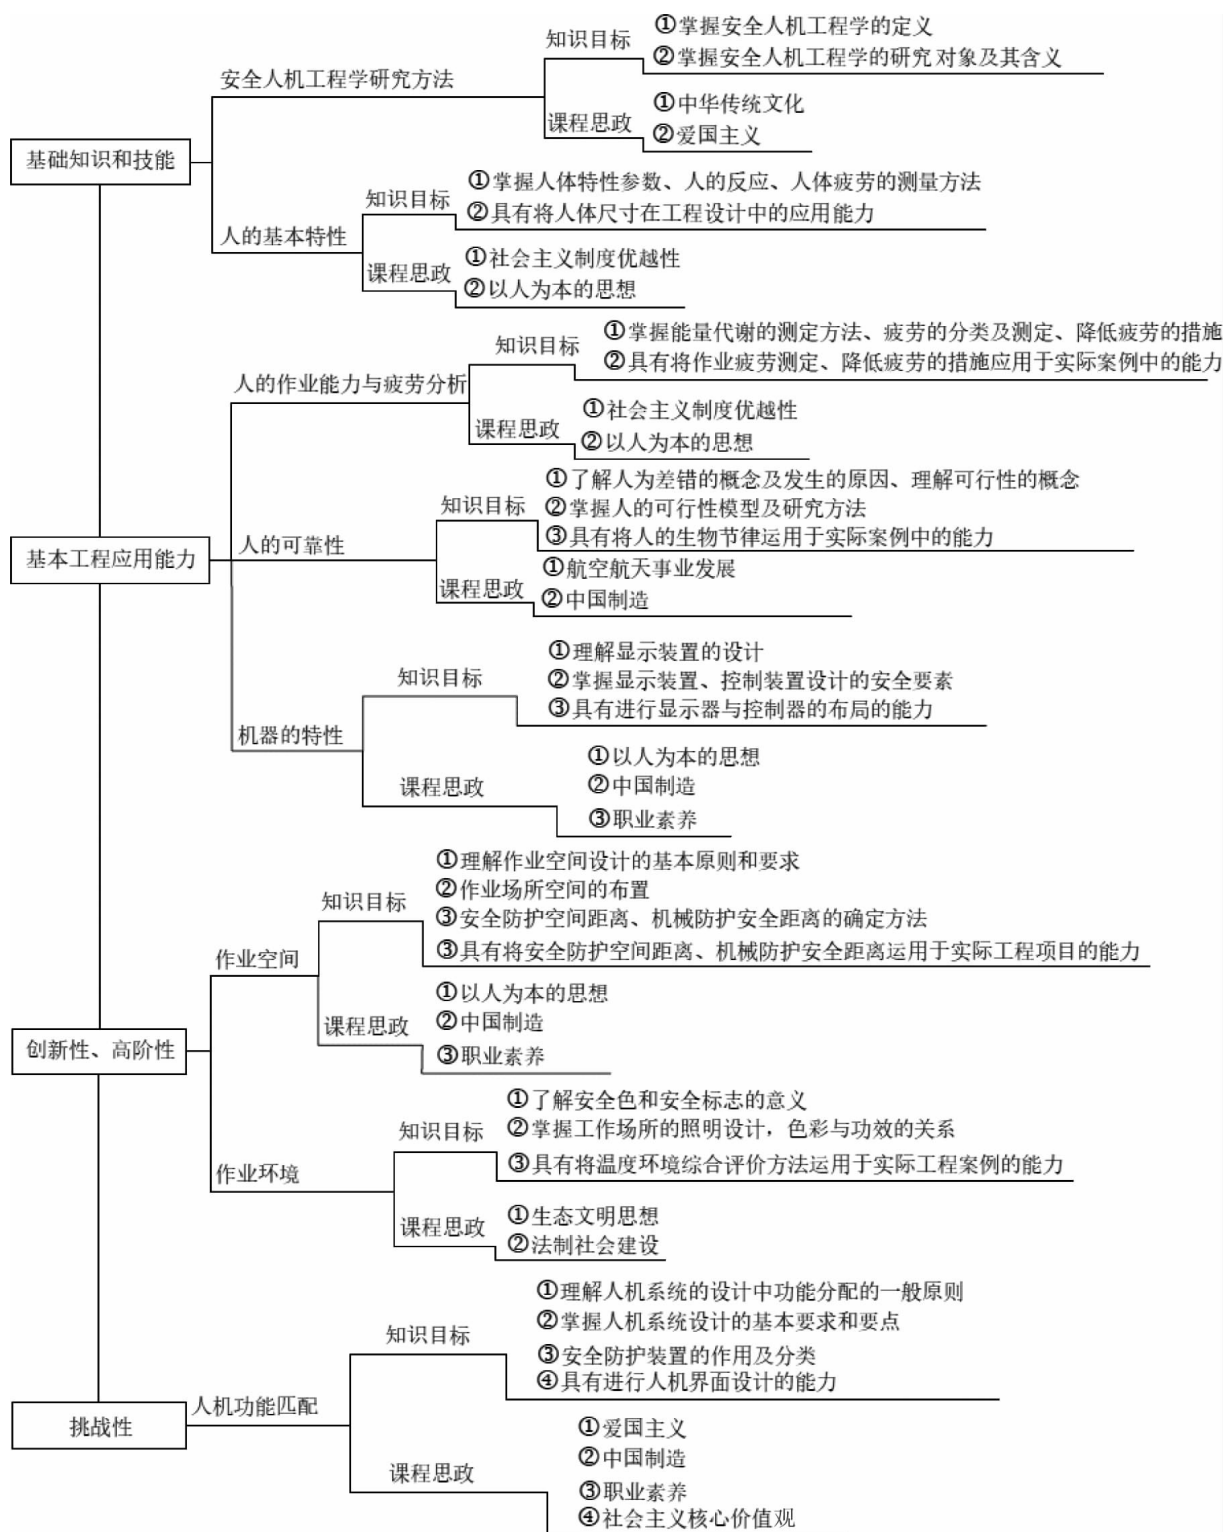 基础知识和技能
安全人机工程学研究方法
知识目标
①掌握安全人机工程学的定义
②掌握安全人机工程学的研究对象及其含义
课程思政
①中华传统文化
②爱国主义
人的基本特性
知识目标
①掌握人体特性参数、人的反应、人体疲劳的测量方法
②具有将人体尺寸在工程设计中的应用能力
课程思政
①社会主义制度优越性
②以人为本的思想
基本工程应用能力
人的作业能力与疲劳分析
知识目标
①掌握能量代谢的测定方法、疲劳的分类及测定、降低疲劳的措施
②具有将作业疲劳测定、降低疲劳的措施应用于实际案例中的能力
课程思政
①社会主义制度优越性
②以人为本的思想
人的可靠性
知识目标
①了解人为差错的概念及发生的原因、理解可行性的概念
②掌握人的可行性模型及研究方法
③具有将人的生物节律运用于实际案例中的能力
课程思政
①航空航天事业发展
②中国制造
机器的特性
知识目标
①理解显示装置的设计
②掌握显示装置、控制装置设计的安全要素
③具有进行显示器与控制器的布局的能力
课程思政
①以人为本的思想
②中国制造
③职业素养
创新性、高阶性
作业空间
知识目标
①理解作业空间设计的基本原则和要求
②作业场所空间的布置
③安全防护空间距离、机械防护安全距离的确定方法
③具有将安全防护空间距离、机械防护安全距离运用于实际工程项目的能力
课程思政
①以人为本的思想
②中国制造
③职业素养
作业环境
知识目标
①了解安全色和安全标志的意义
②掌握工作场所的照明设计，色彩与功效的关系
③具有将温度环境综合评价方法运用于实际工程案例的能力
课程思政
①生态文明思想
②法制社会建设
挑战性
人机功能匹配
知识目标
①理解人机系统的设计中功能分配的一般原则
②掌握人机系统设计的基本要求和要点
③安全防护装置的作用及分类
④具有进行人机界面设计的能力
课程思政
①爱国主义
②中国制造
③职业素养
④社会主义核心价值观